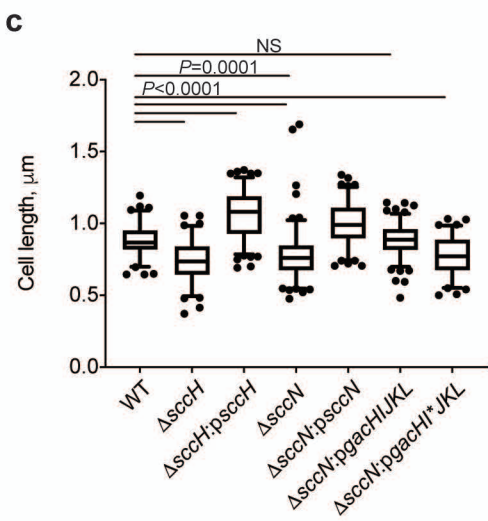 c
NS
P=0.0001
P<0.0001
Cell length, μm
2.0
1.5
1.0
0.5
0.0
WT
ΔsccH
ΔsccH:psccH
ΔsccN
ΔsccN:psccN
ΔsccN:pgacHIJKL
ΔsccN:pgacHI*JKL